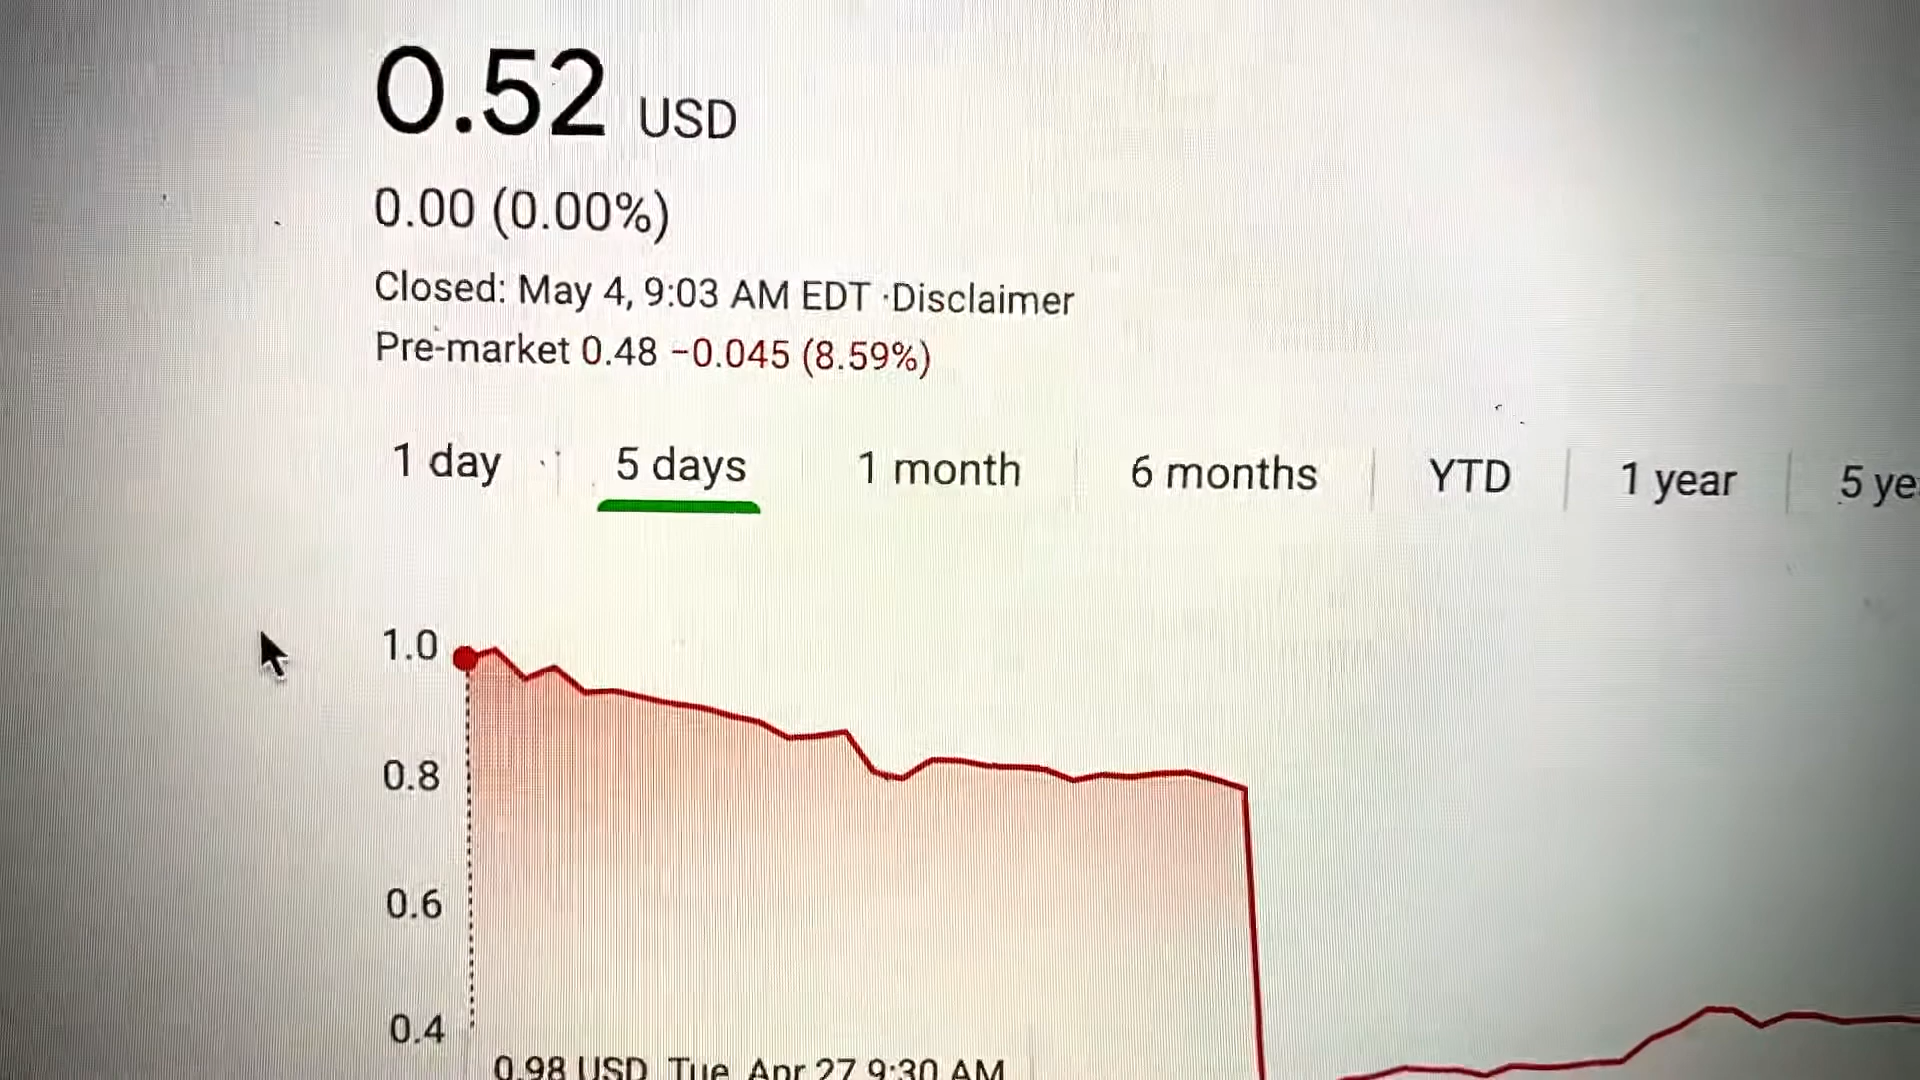 0.52 USD
0.00 (0.00%)
Closed: May 4, 9:03 AM EDT ·Disclaimer
Pre-market 0.48 −0.045 (8.59%)
1 day 5 days 1 month 6 months YTD 1 year 5 ye
1.0
0.8
0.6
0.4
0.98 USD Tue, Apr 27 9:30 AM